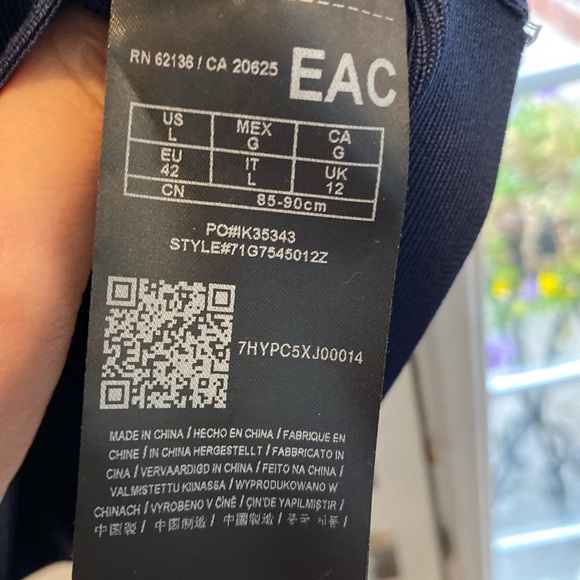 RN 62136 / CA 20625
EAC
US L MEX G CA G
EU 42 IT L UK 12
CN 85-90cm
PO#IK35343
STYLE#71G7545012Z
7HYPC5XJ00014
MADE IN CHINA / HECHO EN CHINA / FABRIQUE EN
CHINE / IN CHINA HERGESTELLT / FABBRICATO IN
CINA / VERVAARDIGD IN CHINA / FEITO NA CHINA /
VALMISTETTU KIINASSA / WYPRODUKOWANO W
CHINACH / VYROBENO V ČÍNĚ / ÇİN'DE YAPILMIŞTIR /
中国製 / 中国制造 / 中國製造 /